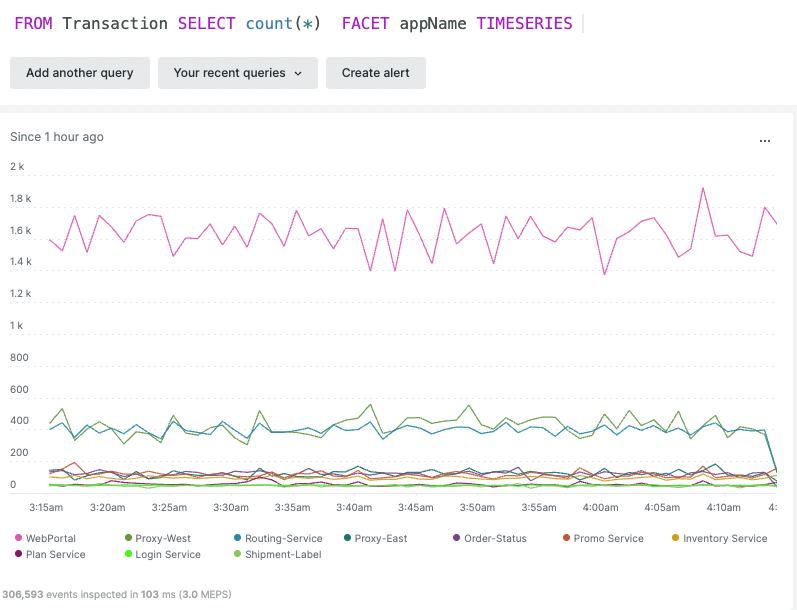 FROM Transaction SELECT count(*) FACET appName TIMESERIES
Add another query
Your recent queries
Create alert
Since 1 hour ago
...
2 k
1.8 k
1.6 k
1.4 k
1.2 k
1 k
800
600
400
200
0
3:15am 3:20am 3:25am 3:30am 3:35am 3:40am 3:45am 3:50am 3:55am 4:00am 4:05am 4:10am 4:
WebPortal Proxy-West Routing-Service Proxy-East Order-Status Promo Service Inventory Service
Plan Service Login Service Shipment-Label
306,593 events inspected in 103 ms (3.0 MEPS)